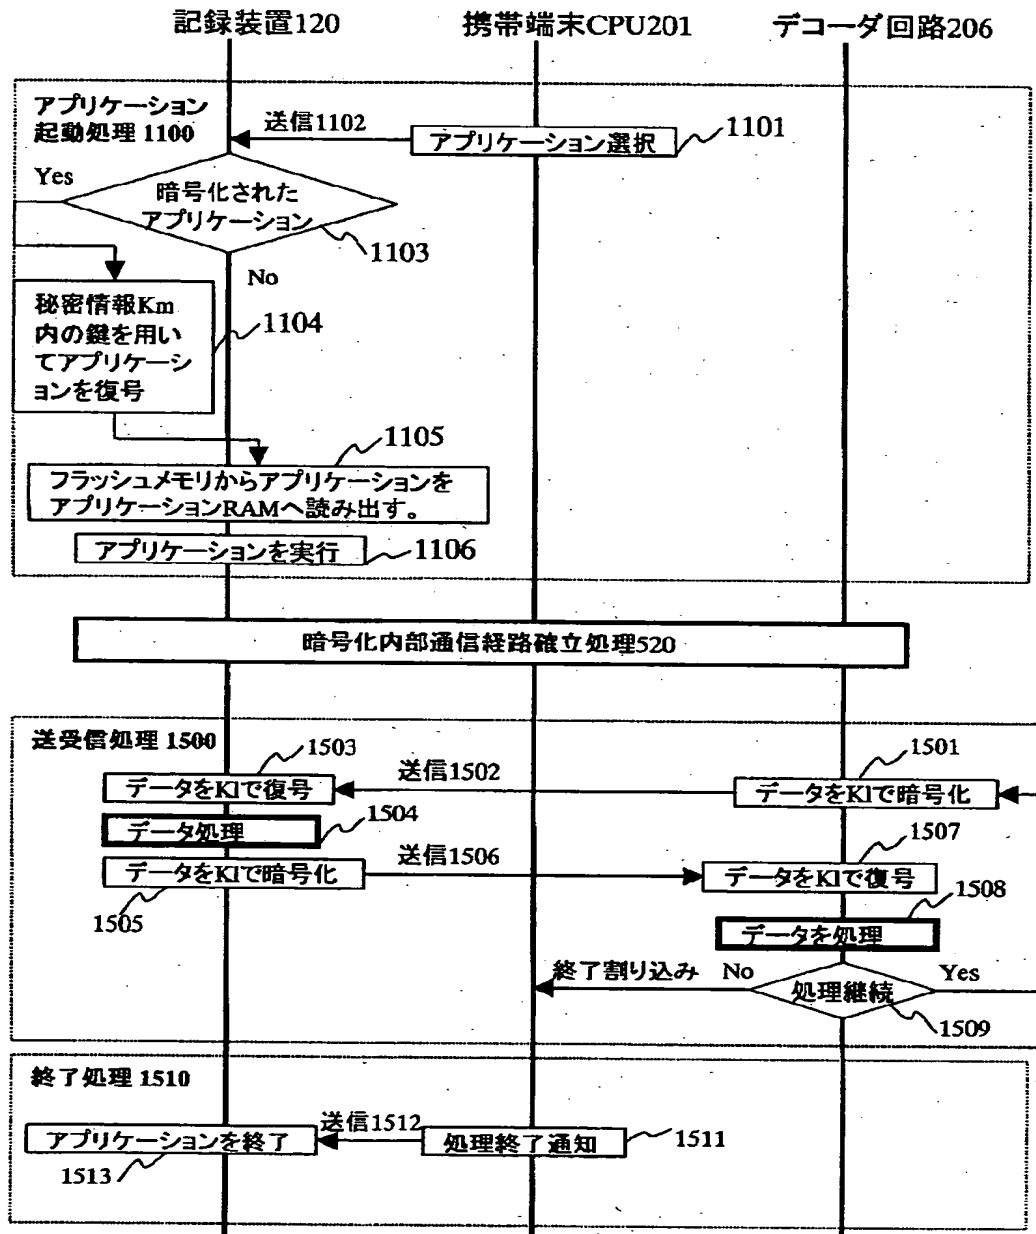 記録装置120
携帯端末CPU201
デコーダ回路206
アプリケーション
起動処理 1100
送信1102
アプリケーション選択
1101
Yes
暗号化された
アプリケーション
1103
No
秘密情報Km
内の鍵を用い
てアプリケーシ
ョンを復号
1104
1105
フラッシュメモリからアプリケーションを
アプリケーションRAMへ読み出す。
アプリケーションを実行
1106
暗号化内部通信経路確立処理520
送受信処理 1500
1503
データをKlで復号
送信1502
1501
データをKlで暗号化
データ処理
1504
データをKlで暗号化
1505
送信1506
1507
データをKlで復号
1508
データを処理
終了割り込み
No
処理継続
Yes
1509
終了処理 1510
アプリケーションを終了
1513
送信1512
処理終了通知
1511